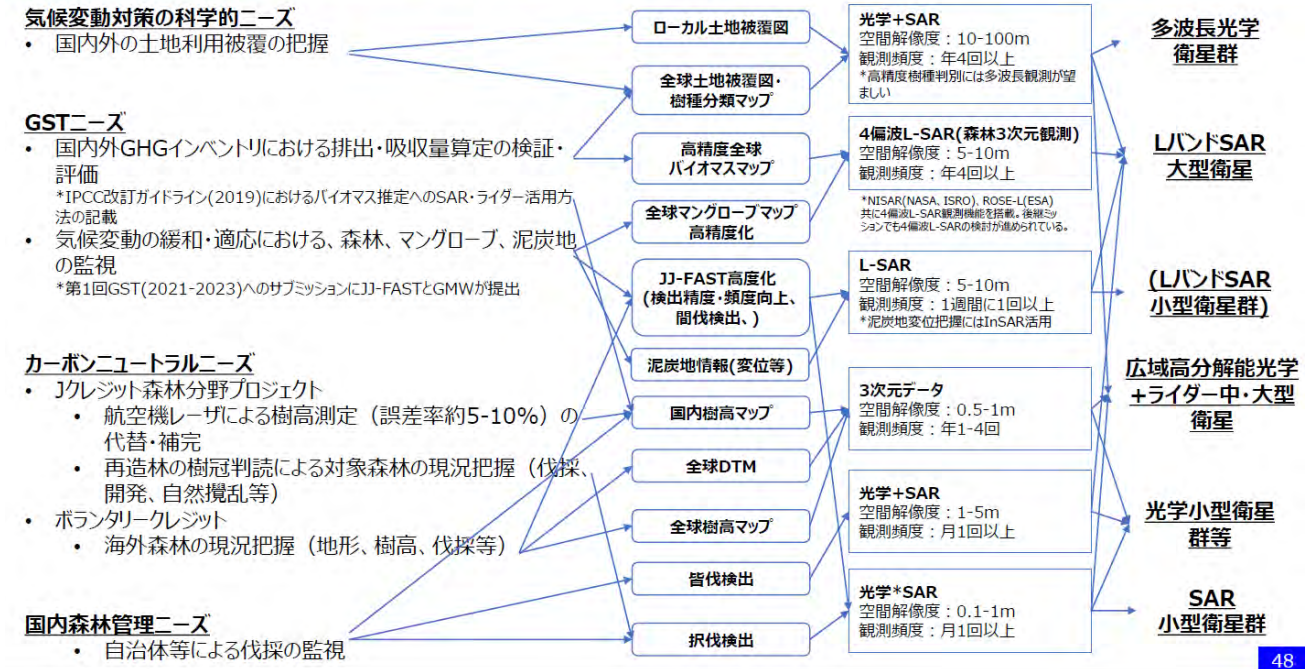 気候変動対策の科学的ニーズ
• 国内外の土地利用被覆の把握
GSTニーズ
• 国内外GHGインベントリにおける排出・吸収量算定の検証・
評価
*IPCC改訂ガイドライン(2019)におけるバイオマス推定へのSAR・ライダー活用方
法の記載
• 気候変動の緩和・適応における、森林、マングローブ、泥炭地
の監視
*第1回GST(2021-2023)へのサブミッションにJJ-FASTとGMWが提出
カーボンニュートラルニーズ
• Jクレジット森林分野プロジェクト
• 航空機レーザによる樹高測定（誤差率約5-10%）の
代替・補完
• 再造林の樹冠判読による対象森林の現況把握（伐採、
開発、自然攪乱等）
• ボランタリークレジット
• 海外森林の現況把握（地形、樹高、伐採等）
国内森林管理ニーズ
• 自治体等による伐採の監視
ローカル土地被覆図
全球土地被覆図・
樹種分類マップ
高精度全球
バイオマスマップ
全球マングローブマップ
高精度化
JJ-FAST高度化
(検出精度・頻度向上、
間伐検出、)
泥炭地情報(変位等)
国内樹高マップ
全球DTM
全球樹高マップ
皆伐検出
択伐検出
光学+SAR
空間解像度：10-100m
観測頻度：年4回以上
*高精度樹種判別には多波長観測が望
ましい
4偏波L-SAR(森林3次元観測)
空間解像度：5-10m
観測頻度：年4回以上
*NISAR(NASA, ISRO), ROSE-L(ESA)
共に4偏波L-SAR観測機能を搭載。後継ミッ
ションでも4偏波L-SARの検討が進められている。
L-SAR
空間解像度：5-10m
観測頻度：1週間に1回以上
*泥炭地変位把握にはInSAR活用
3次元データ
空間解像度：0.5-1m
観測頻度：年1-4回
光学+SAR
空間解像度：1-5m
観測頻度：月1回以上
光学*SAR
空間解像度：0.1-1m
観測頻度：月1回以上
多波長光学
衛星群
LバンドSAR
大型衛星
(LバンドSAR
小型衛星群)
広域高分解能光学
+ライダー中・大型
衛星
光学小型衛星
群等
SAR
小型衛星群
48